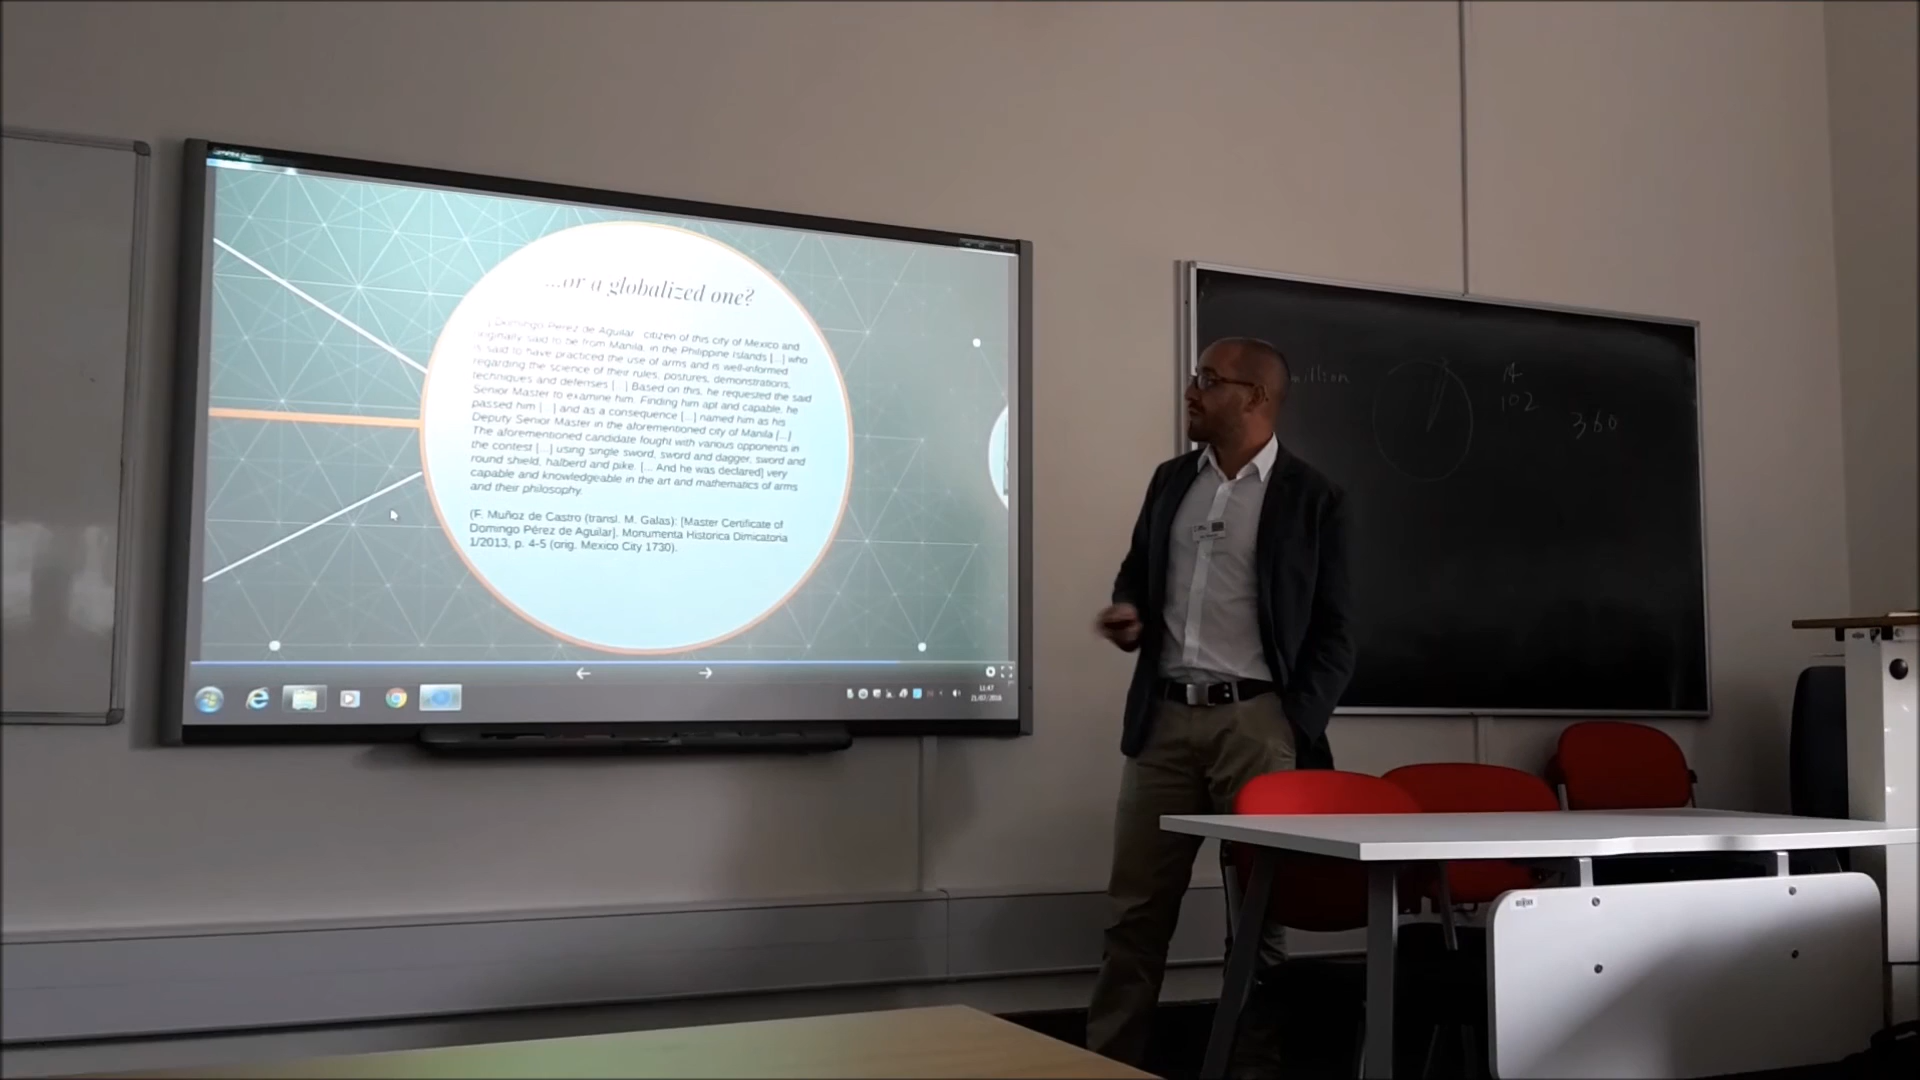 ...or a globalized one?
[...] Domingo Pérez de Aguilar, citizen of this city of Mexico and
originally said to be from Manila, in the Philippine Islands [...] who
is said to have practiced the use of arms and is well-informed
regarding the science of their rules, postures, demonstrations,
techniques and defenses [...] Based on this, he requested the said
Senior Master to examine him. Finding him apt and capable, he
passed him [...] and as a consequence [...] named him as his
Deputy Senior Master in the aforementioned city of Manila [...]
The aforementioned candidate fought with various opponents in
the contest [...] using single sword, sword and dagger, sword and
round shield, halberd and pike. [... And he was declared] very
capable and knowledgeable in the art and mathematics of arms
and their philosophy.
(F. Muñoz de Castro (transl. M. Galas): [Master Certificate of
Domingo Pérez de Aguilar]. Monumenta Historica Dimicatoria
1/2013, p. 4-5 (orig. Mexico City 1730).
11:47
21/07/2016
million
14
102
360